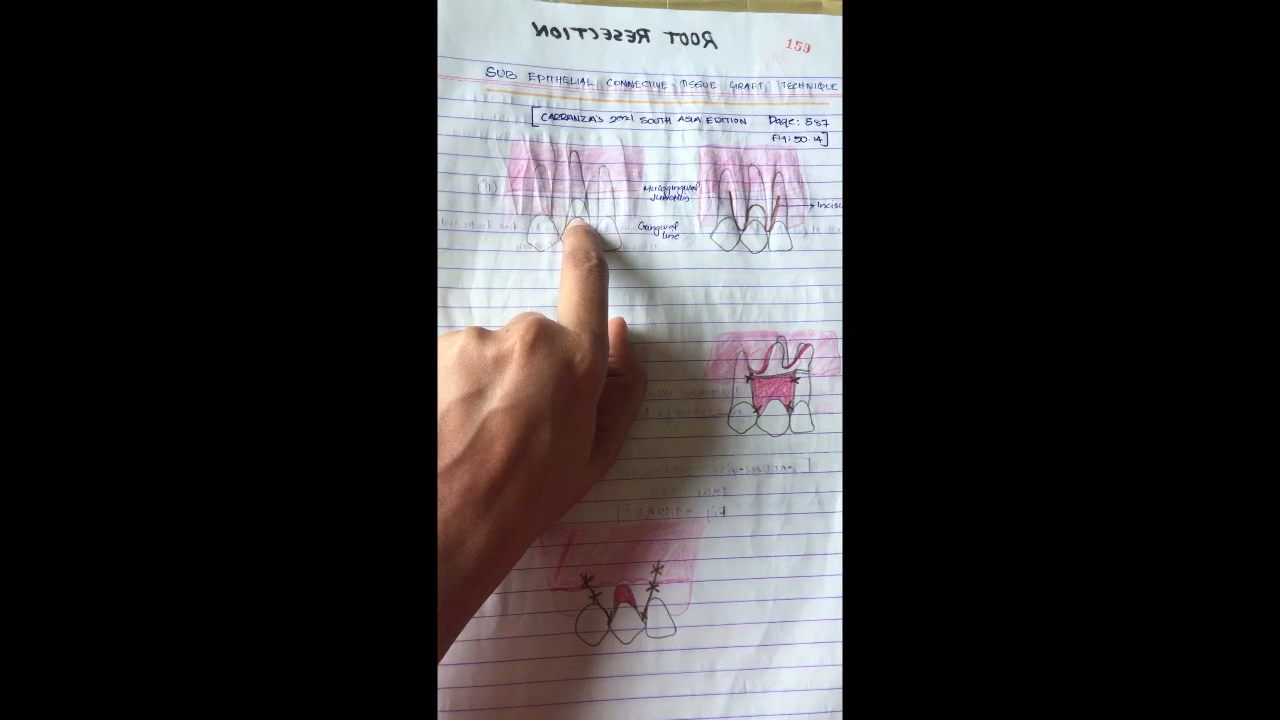 ROOT RESECTION
159
SUB EPITHELIAL CONNECTIVE TISSUE GRAFT TECHNIQUE
[CARRANZA'S 2021 SOUTH ASIA EDITION Page: 587
Fig: 50.14]
(1)
Mucogingival
Junction
Gingival
line